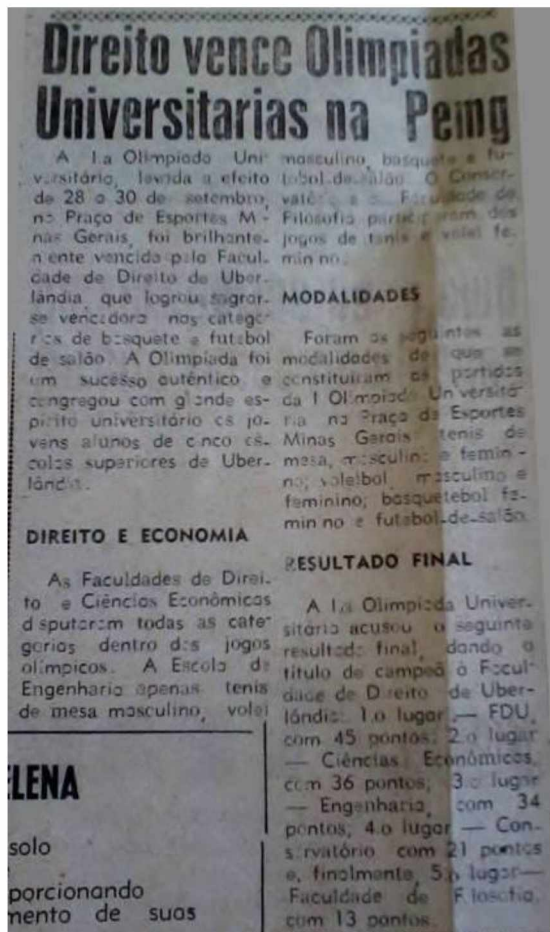 Direito vence Olimpiadas
Universitarias na Pemg
A 1.a Olimpiada Uni-
versitário, levada a efeito
de 28 a 30 de setembro,
na Praça de Esportes Mi-
nas Gerais, foi brilhante-
mente vencida pela Facul-
dade de Direito de Uber-
lândia, que logrou sagrar-
se vencedora nas catego-
rias de basquete e futebol
de salão. A Olimpiada foi
um sucesso autêntico e
congregou com grande es-
pirito universitário os jo-
vens alunos de cinco es-
colas superiores de Uber-
lândia.
DIREITO E ECONOMIA
As Faculdades de Direi-
to e Ciências Econômicas
disputaram todas as cate-
gorias dentro dos jogos
olimpicos. A Escola de
Engenharia apenas tenis
de mesa masculino, volei
masculino, basquete e fu-
tebol-de-salão. O Conser-
vatório e a Faculdade de
Filosofia participaram dos
jogos de tenis e volei fe-
minino.
MODALIDADES
Foram as seguintes as
modalidades de que se
constituiram as partidas
da I Olimpiada Universitá-
ria na Praça de Esportes
Minas Gerais tenis de
mesa, masculino e femini-
no; voleibol, masculino e
feminino; basquetebol fe-
minino e futebol-de-salão.
RESULTADO FINAL
A 1.a Olimpiada Univer-
sitária acusou o seguinte
resultado final, dando o
titulo de campeã à Facul-
dade de Direito de Uber-
lândia: 1.o lugar — FDU,
com 45 pontos; 2.o lugar
— Ciências Econômicas,
com 36 pontos; 3.o lugar
— Engenharia, com 34
pontos; 4.o lugar — Con-
servatório com 21 pontos
e, finalmente, 5.o lugar—
Faculdade de Filosofia,
com 13 pontos.
ELENA
solo
porcionando
mento de suas